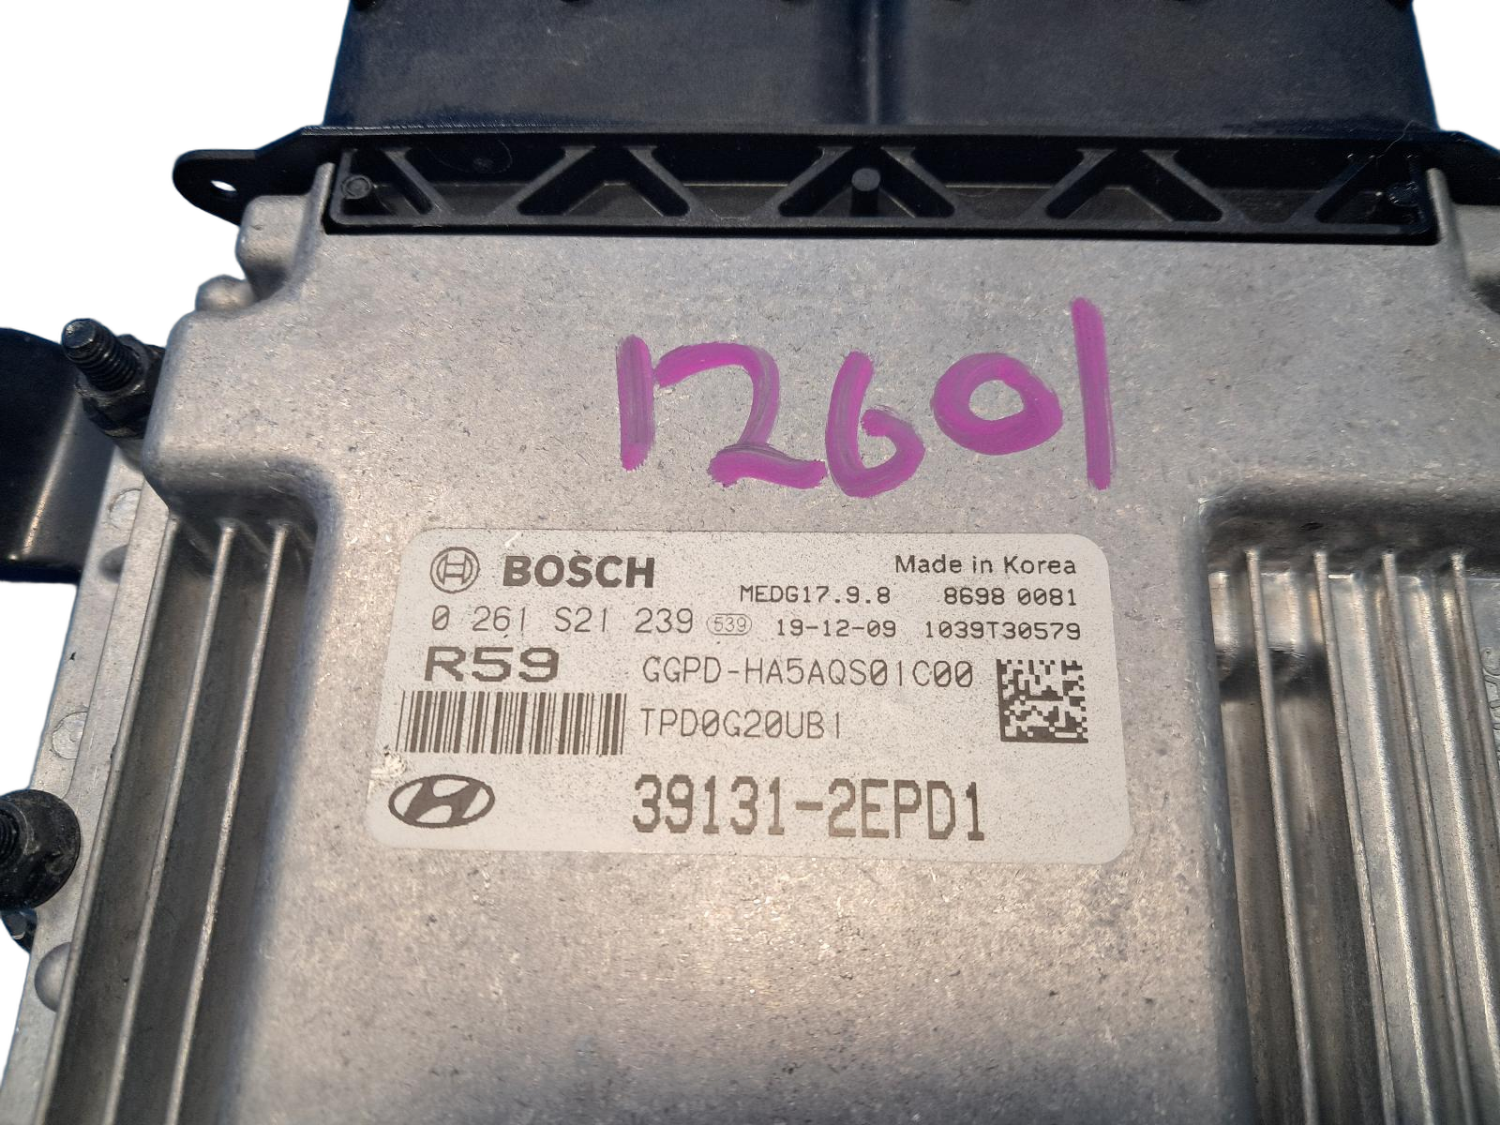 12601
BOSCH
Made in Korea
MEDG17.9.8 8698 0081
0 261 S21 239 539 19-12-09 1039T30579
R59 GGPD-HA5AQS01C00
TPD0G20UB1
39131-2EPD1